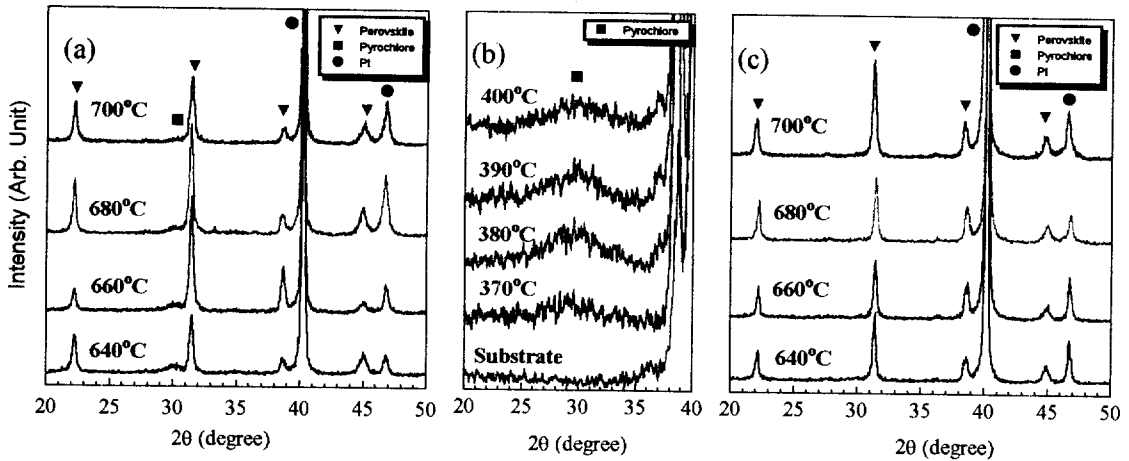 (a)
▼ Perovskite
■ Pyrochlore
● Pt
700°C
680°C
660°C
640°C
Intensity (Arb. Unit)
20 25 30 35 40 45 50
2θ (degree)
(b)
■ Pyrochlore
400°C
390°C
380°C
370°C
Substrate
20 25 30 35 40
2θ (degree)
(c)
▼ Perovskite
■ Pyrochlore
● Pt
700°C
680°C
660°C
640°C
20 25 30 35 40 45 50
2θ (degree)